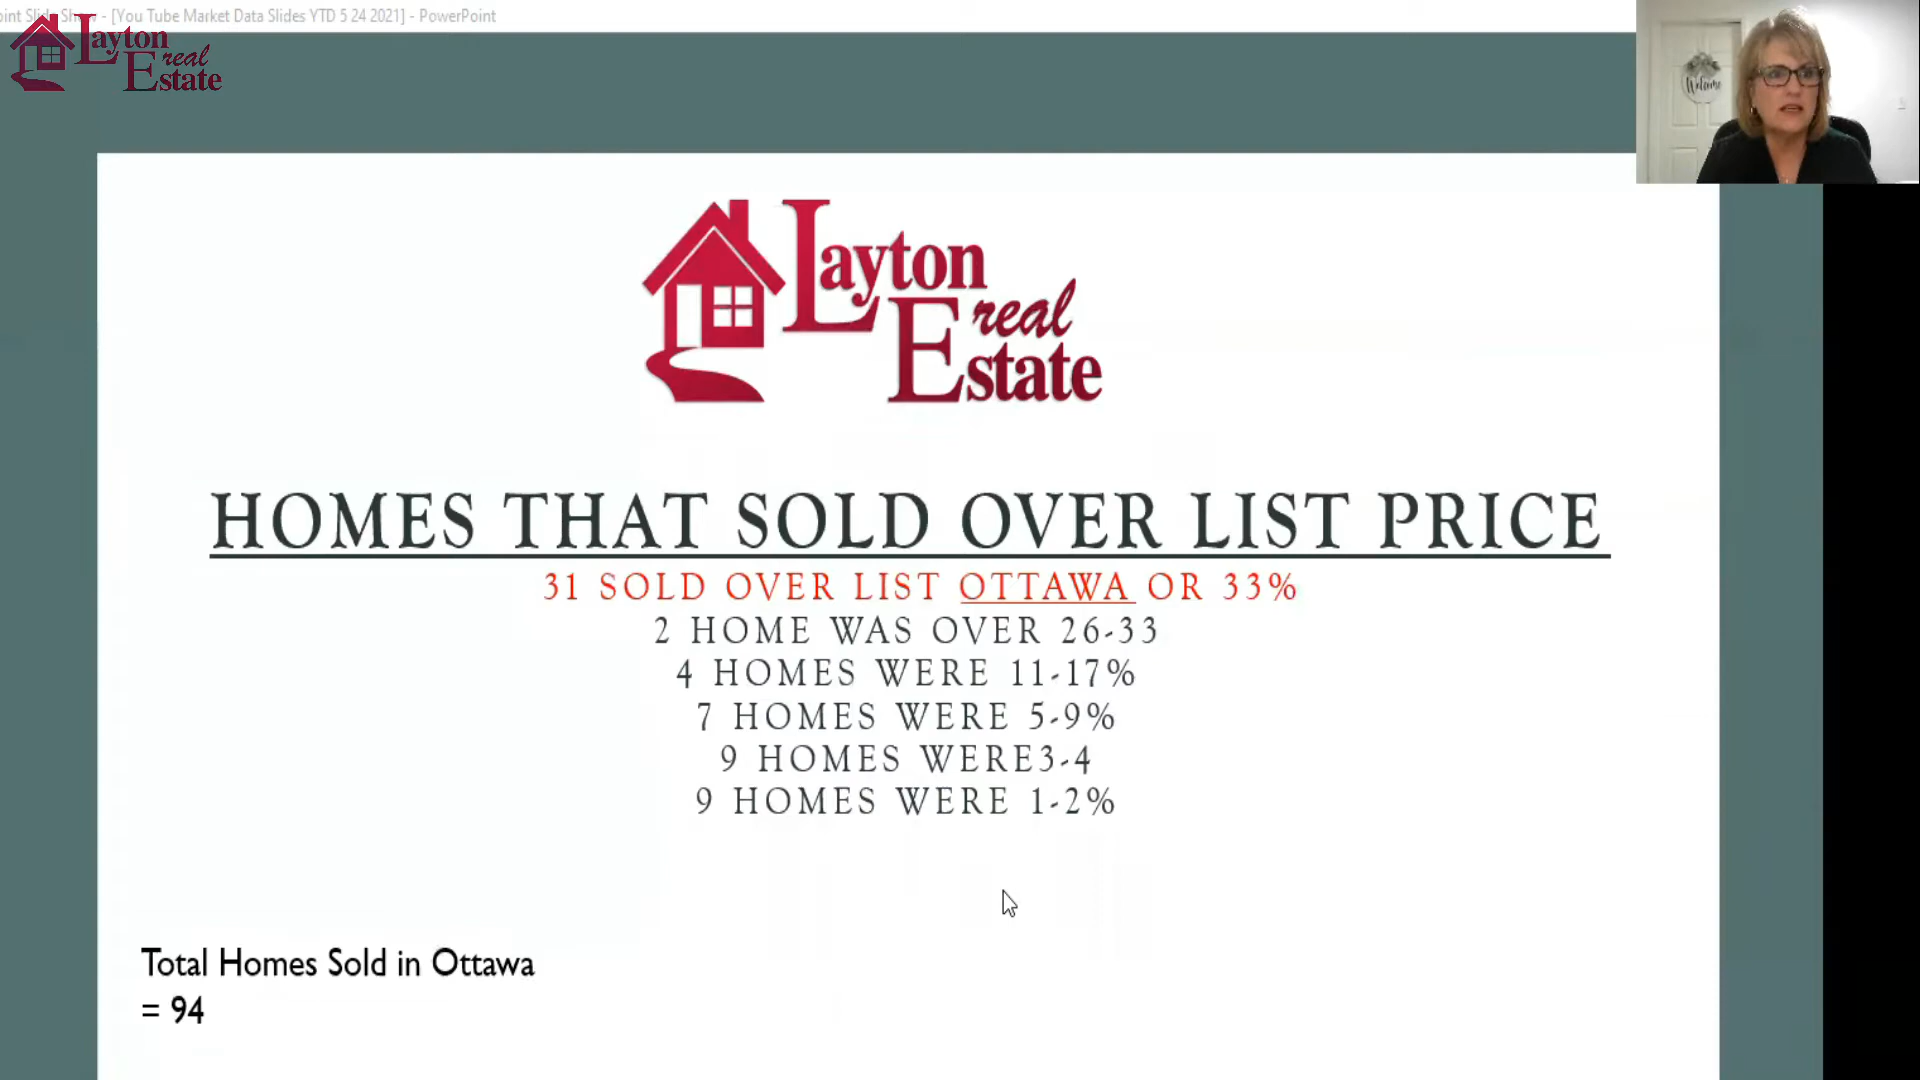 - [You Tube Market Data Slides YTD 5 24 2021] - PowerPoint
Layton
real
Estate
Welcome
Layton
real
Estate
HOMES THAT SOLD OVER LIST PRICE
31 SOLD OVER LIST OTTAWA OR 33%
2 HOME WAS OVER 26-33
4 HOMES WERE 11-17%
7 HOMES WERE 5-9%
9 HOMES WERE3-4
9 HOMES WERE 1-2%
Total Homes Sold in Ottawa
= 94